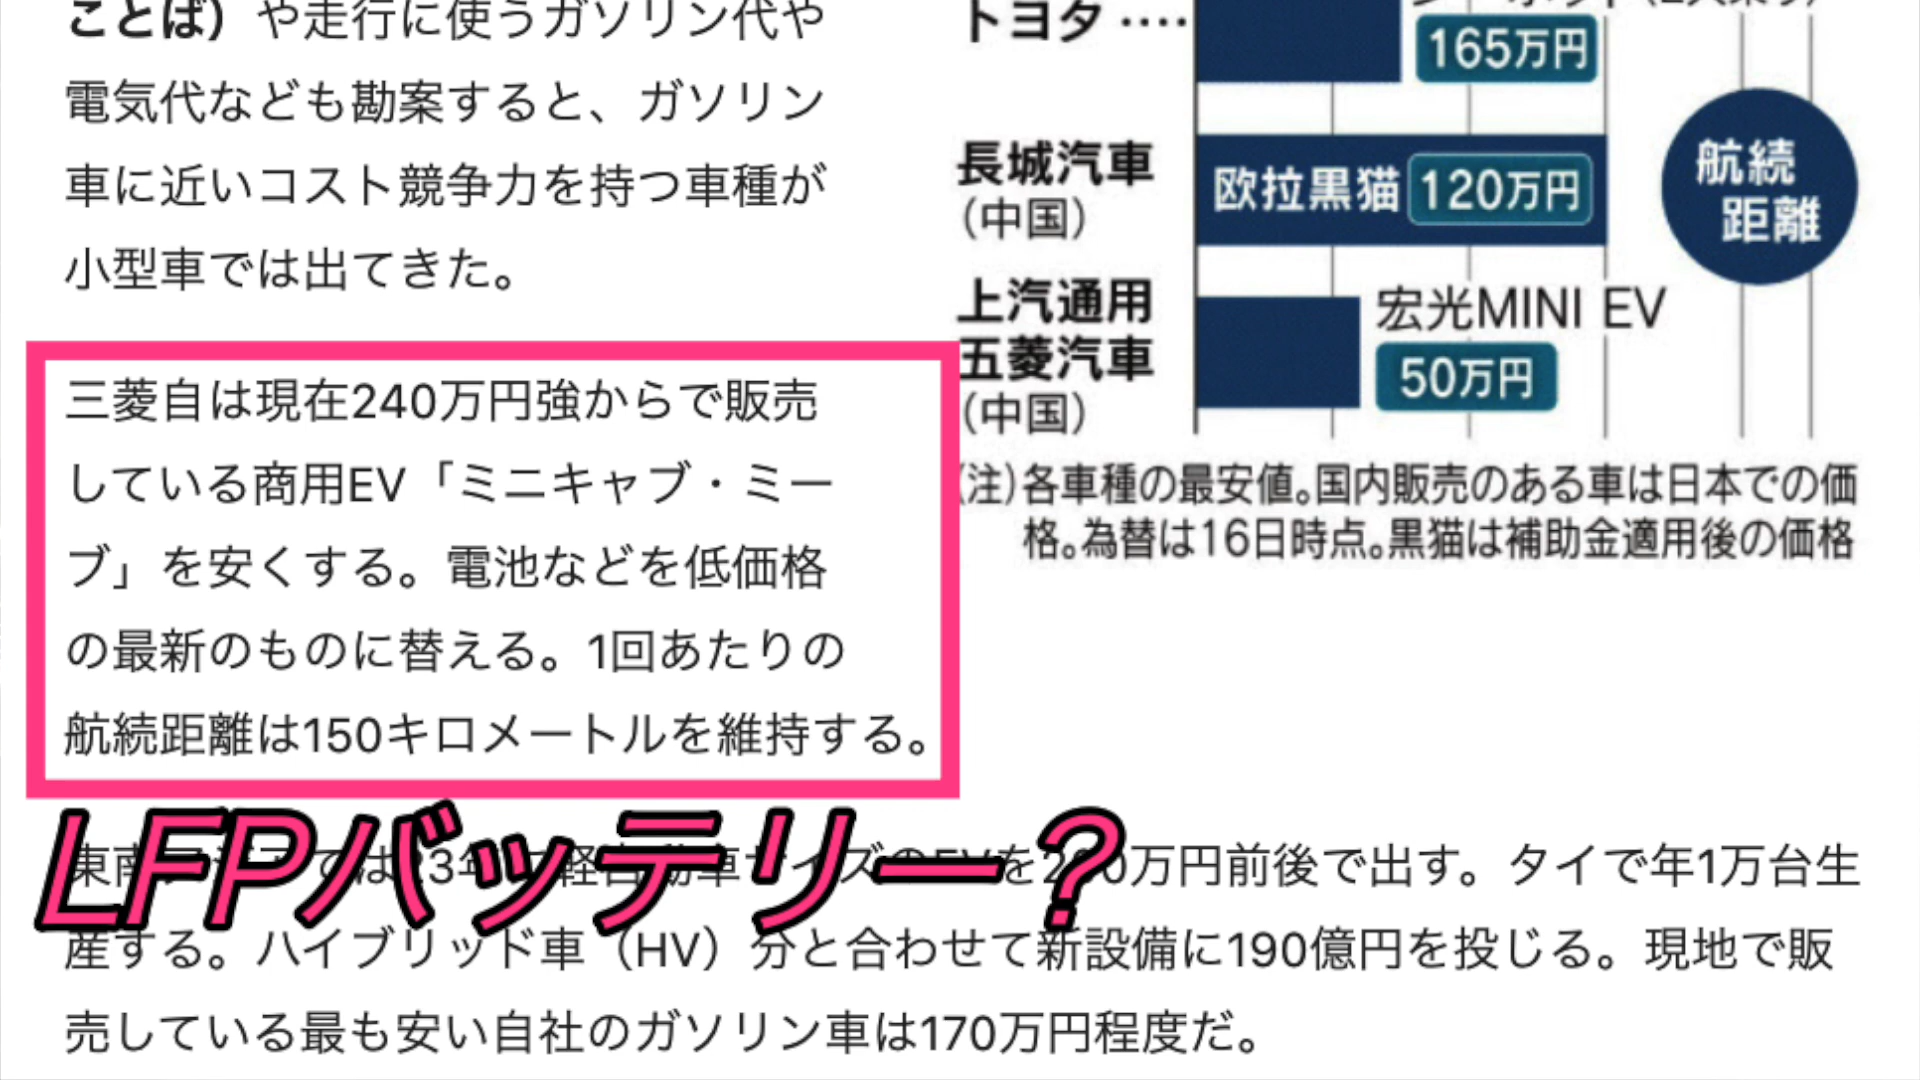 ことば）や走行に使うガソリン代や
電気代なども勘案すると、ガソリン
車に近いコスト競争力を持つ車種が
小型車では出てきた。
三菱自は現在240万円強からで販売
している商用EV「ミニキャブ・ミー
ブ」を安くする。電池などを低価格
の最新のものに替える。1回あたりの
航続距離は150キロメートルを維持する。
LFPバッテリー?
を2 0万円前後で出す。タイで年1万台生
産する。ハイブリッド車（HV）分と合わせて新設備に190億円を投じる。現地で販
売している最も安い自社のガソリン車は170万円程度だ。
トヨタ‥‥
165万円
長城汽車
（中国）
欧拉黒猫 120万円
航続
距離
上汽通用
五菱汽車
（中国）
宏光MINI EV
50万円
（注）各車種の最安値。国内販売のある車は日本での価
格。為替は16日時点。黒猫は補助金適用後の価格